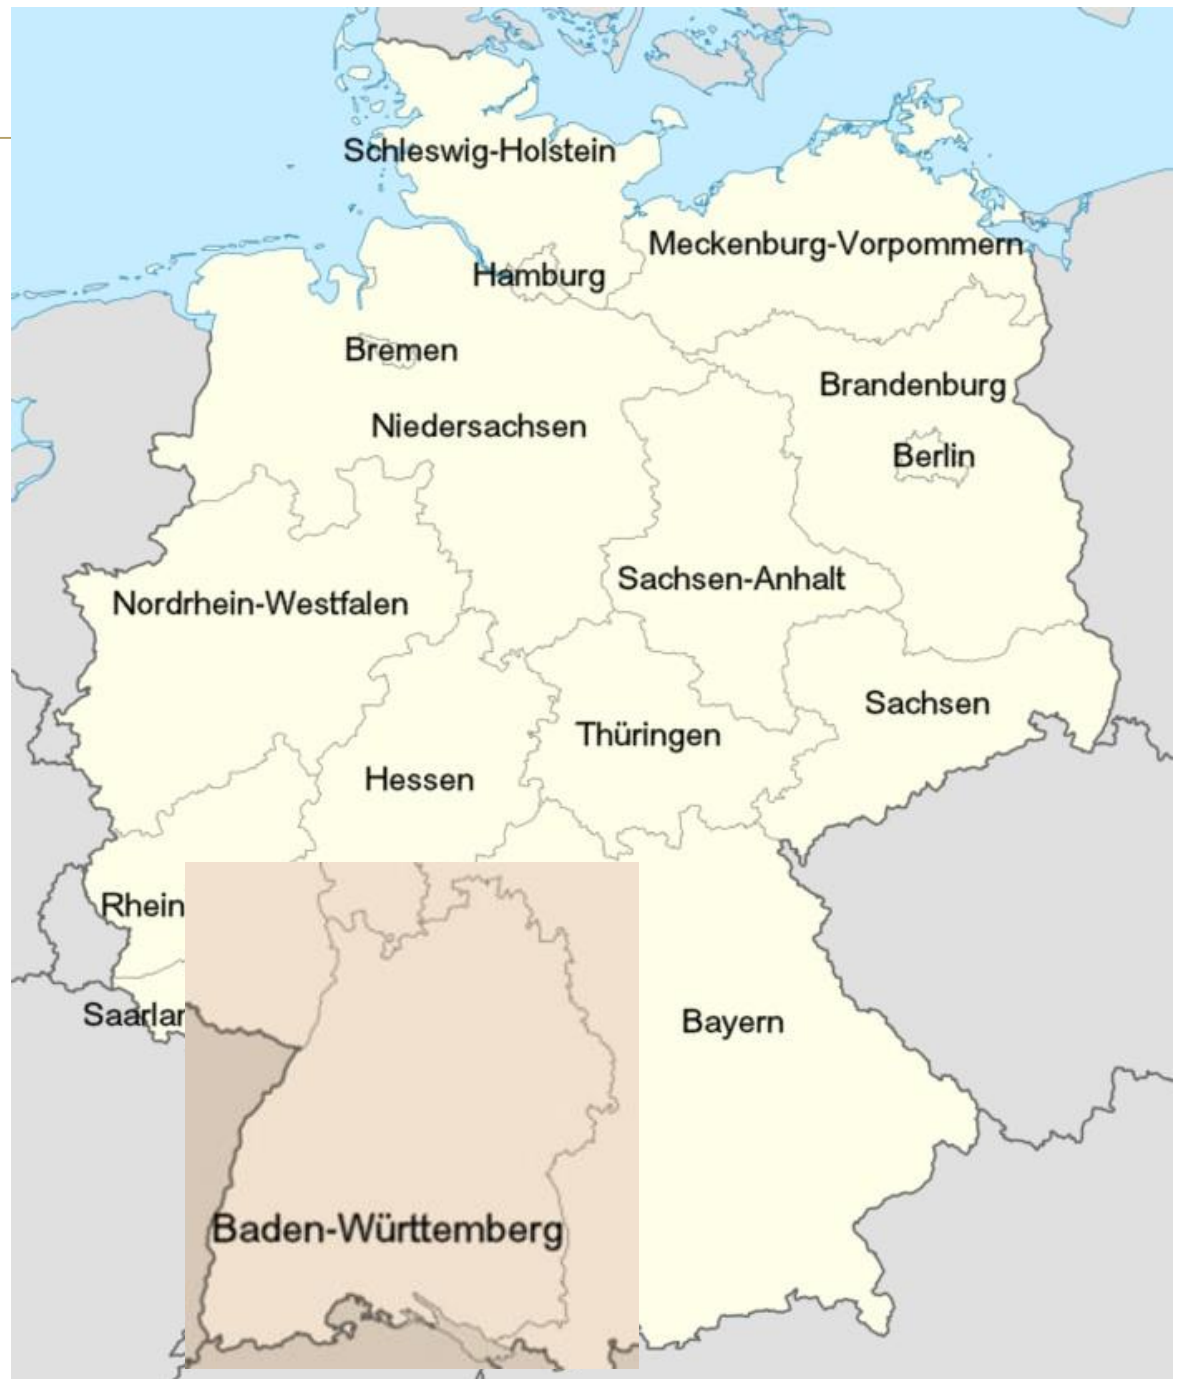 Schleswig-Holstein
Meckenburg-Vorpommern
Hamburg
Bremen
Brandenburg
Niedersachsen
Berlin
Sachsen-Anhalt
Nordrhein-Westfalen
Sachsen
Thüringen
Hessen
Rhein
Saarlar
Bayern
Baden-Württemberg